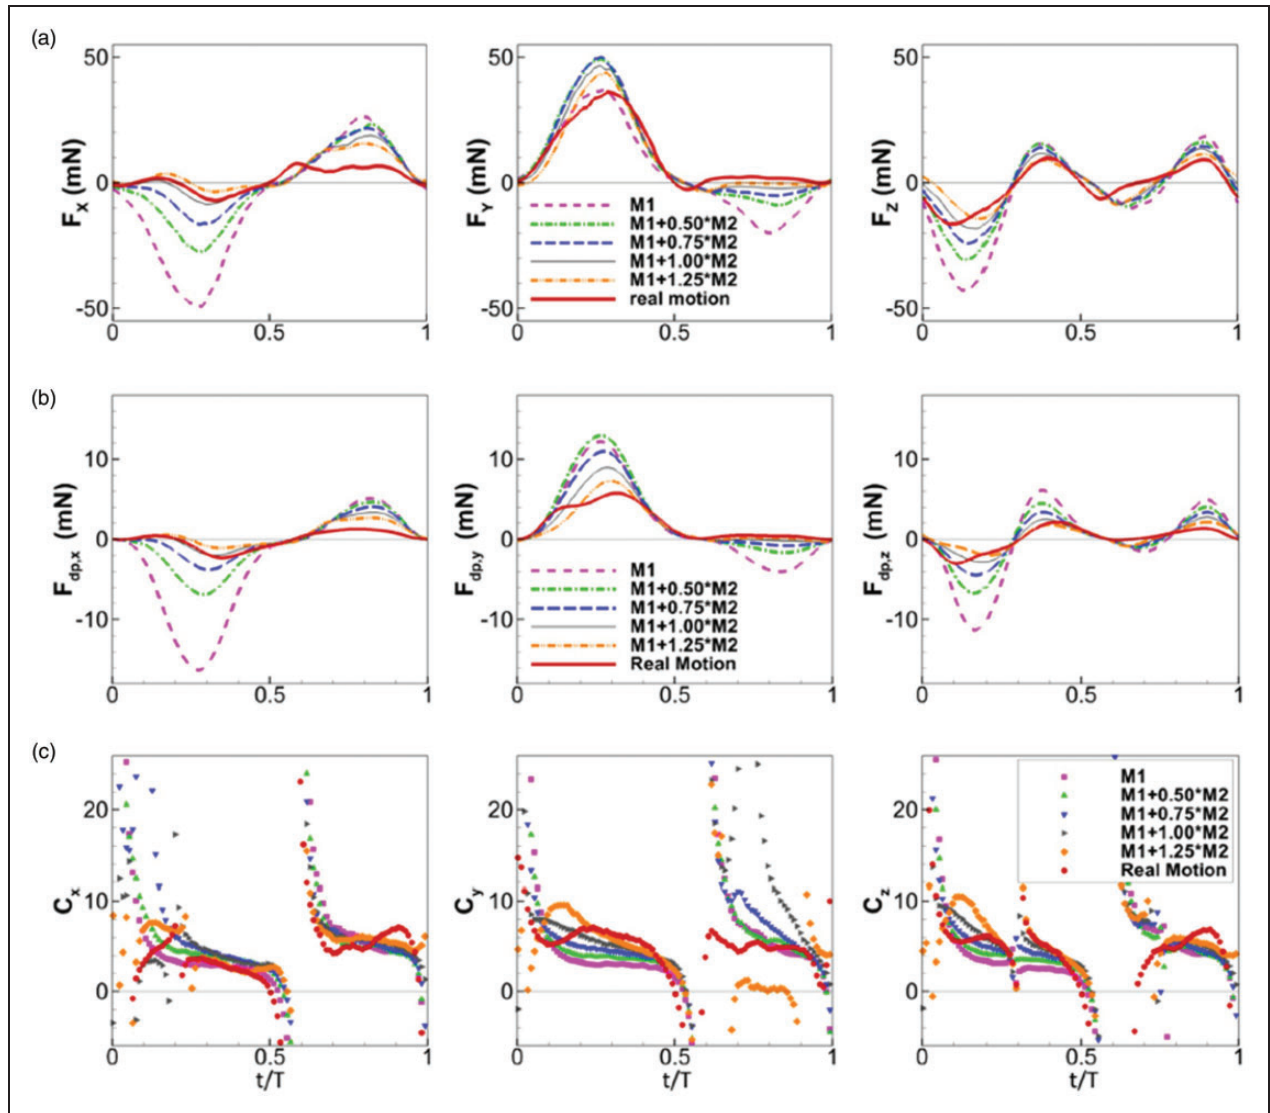 (a)
50
0
-50
F_X (mN)
0 0.5 1
50
0
-50
F_Y (mN)
M1
M1+0.50*M2
M1+0.75*M2
M1+1.00*M2
M1+1.25*M2
real motion
0 0.5 1
50
0
-50
F_Z (mN)
0 0.5 1
(b)
10
0
-10
F_dp,x (mN)
0 0.5 1
10
0
-10
F_dp,y (mN)
M1
M1+0.50*M2
M1+0.75*M2
M1+1.00*M2
M1+1.25*M2
Real Motion
0 0.5 1
10
0
-10
F_dp,z (mN)
0 0.5 1
(c)
20
10
0
C_x
0 0.5 1
t/T
20
10
0
C_y
0 0.5 1
t/T
20
10
0
C_z
M1
M1+0.50*M2
M1+0.75*M2
M1+1.00*M2
M1+1.25*M2
Real Motion
0 0.5 1
t/T